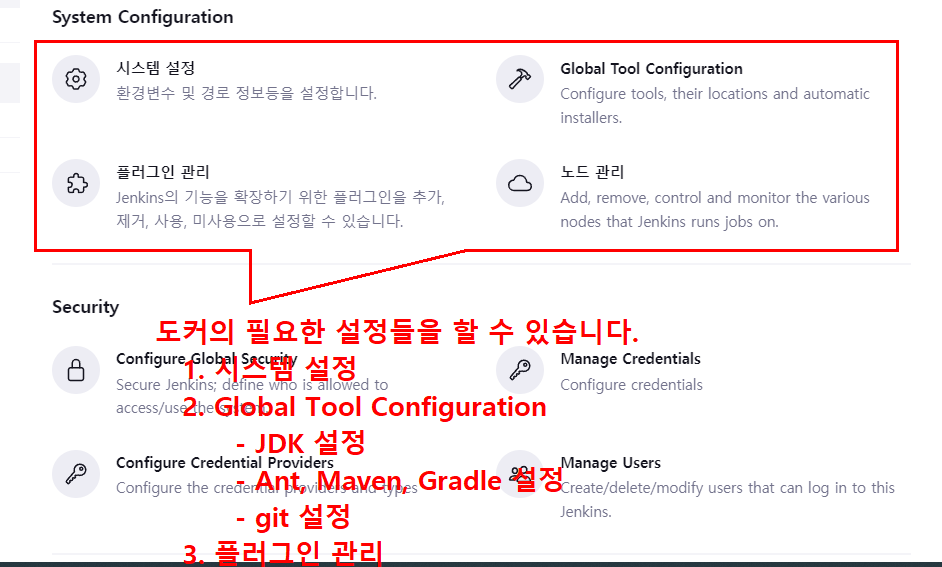 System Configuration
시스템 설정
환경변수 및 경로 정보등을 설정합니다.
Global Tool Configuration
Configure tools, their locations and automatic
installers.
플러그인 관리
Jenkins의 기능을 확장하기 위한 플러그인을 추가,
제거, 사용, 미사용으로 설정할 수 있습니다.
노드 관리
Add, remove, control and monitor the various
nodes that Jenkins runs jobs on.
Security
도커의 필요한 설정들을 할 수 있습니다.
1. 시스템 설정
2. Global Tool Configuration
- JDK 설정
- Ant, Maven, Gradle 설정
- git 설정
3. 플러그인 관리
Configure Global Security
Secure Jenkins; define who is allowed to
access/use the system.
Manage Credentials
Configure credentials
Configure Credential Providers
Configure the credential providers and types
Manage Users
Create/delete/modify users that can log in to this
Jenkins.